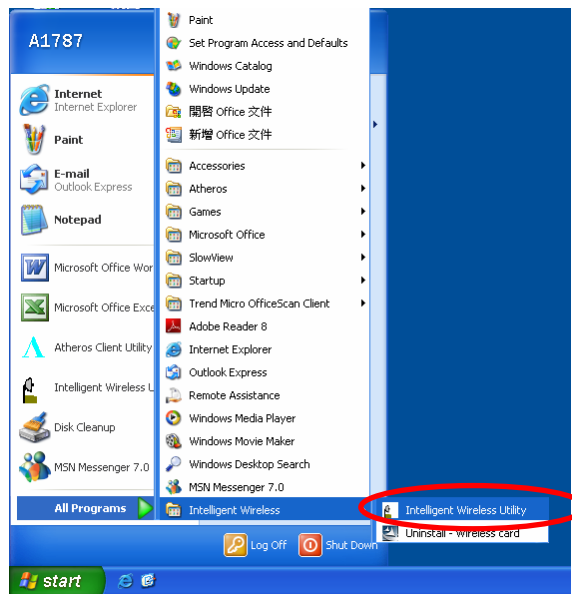 A1787
Internet
Internet Explorer
Paint
E-mail
Outlook Express
Notepad
Microsoft Office Wor
Microsoft Office Exce
Atheros Client Utility
Intelligent Wireless U
Disk Cleanup
MSN Messenger 7.0
All Programs
Paint
Set Program Access and Defaults
Windows Catalog
Windows Update
開啓 Office 文件
新增 Office 文件
Accessories
Atheros
Games
Microsoft Office
SlowView
Startup
Trend Micro OfficeScan Client
Adobe Reader 8
Internet Explorer
Outlook Express
Remote Assistance
Windows Media Player
Windows Movie Maker
Windows Desktop Search
MSN Messenger 7.0
Intelligent Wireless
Intelligent Wireless Utility
Uninstall - Wireless card
Log Off
Shut Down
start